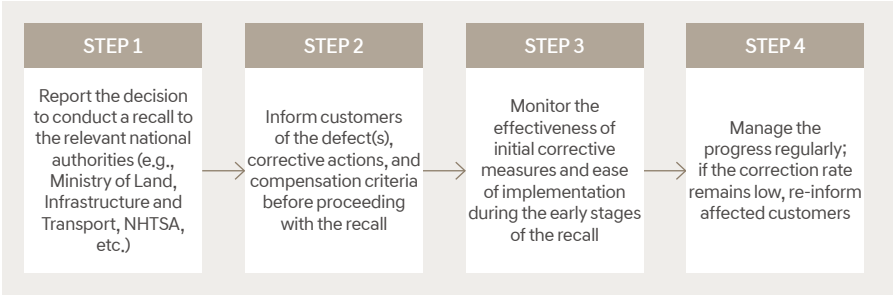 STEP 1
Report the decision
to conduct a recall to
the relevant national
authorities (e.g.,
Ministry of Land,
Infrastructure and
Transport, NHTSA,
etc.)
STEP 2
Inform customers
of the defect(s),
corrective actions, and
compensation criteria
before proceeding
with the recall
STEP 3
Monitor the
effectiveness of
initial corrective
measures and ease
of implementation
during the early stages
of the recall
STEP 4
Manage the
progress regularly;
if the correction rate
remains low, re-inform
affected customers